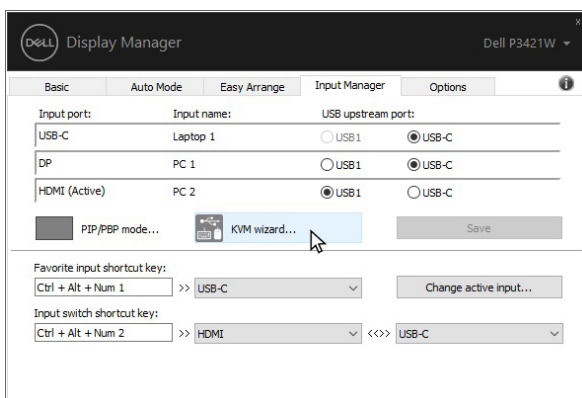 DELL Display Manager Dell P3421W
Basic Auto Mode Easy Arrange Input Manager Options
Input port: Input name: USB upstream port:
USB-C Laptop 1 USB1 USB-C
DP PC 1 USB1 USB-C
HDMI (Active) PC 2 USB1 USB-C
PIP/PBP mode... KVM wizard... Save
Favorite input shortcut key:
Ctrl + Alt + Num 1 >> USB-C Change active input...
Input switch shortcut key:
Ctrl + Alt + Num 2 >> HDMI <<>> USB-C